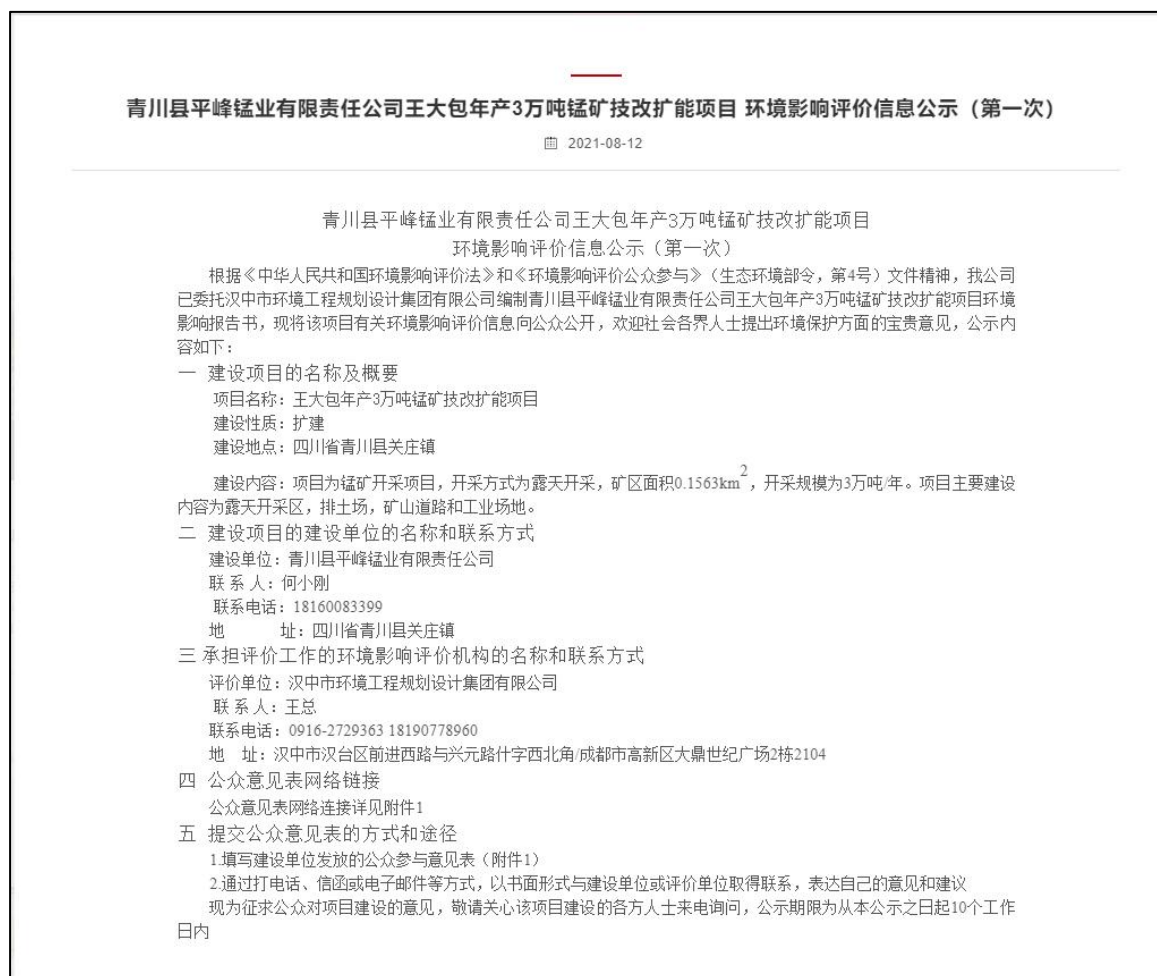 青川县平峰锰业有限责任公司王大包年产3万吨锰矿技改扩能项目 环境影响评价信息公示（第一次）
2021-08-12
青川县平峰锰业有限责任公司王大包年产3万吨锰矿技改扩能项目
环境影响评价信息公示（第一次）
根据《中华人民共和国环境影响评价法》和《环境影响评价公众参与》（生态环境部令，第4号）文件精神，我公司
已委托汉中市环境工程规划设计集团有限公司编制青川县平峰锰业有限责任公司王大包年产3万吨锰矿技改扩能项目环境
影响报告书，现将该项目有关环境影响评价信息向公众公开，欢迎社会各界人士提出环境保护方面的宝贵意见，公示内
容如下：
一 建设项目的名称及概要
项目名称：王大包年产3万吨锰矿技改扩能项目
建设性质：扩建
建设地点：四川省青川县关庄镇
建设内容：项目为锰矿开采项目，开采方式为露天开采，矿区面积0.1563km²，开采规模为3万吨/年。项目主要建设
内容为露天开采区，排土场，矿山道路和工业场地。
二 建设项目的建设单位的名称和联系方式
建设单位：青川县平峰锰业有限责任公司
联 系 人：何小刚
联系电话：18160083399
地 址：四川省青川县关庄镇
三 承担评价工作的环境影响评价机构的名称和联系方式
评价单位：汉中市环境工程规划设计集团有限公司
联 系 人：王总
联系电话：0916-2729363 18190778960
地 址：汉中市汉台区前进西路与兴元路什字西北角/成都市高新区大鼎世纪广场2栋2104
四 公众意见表网络链接
公众意见表网络连接详见附件1
五 提交公众意见表的方式和途径
1.填写建设单位发放的公众参与意见表（附件1）
2.通过打电话、信函或电子邮件等方式，以书面形式与建设单位或评价单位取得联系，表达自己的意见和建议
现为征求公众对项目建设的意见，敬请关心该项目建设的各方人士来电询问，公示期限为从本公示之日起10个工作
日内